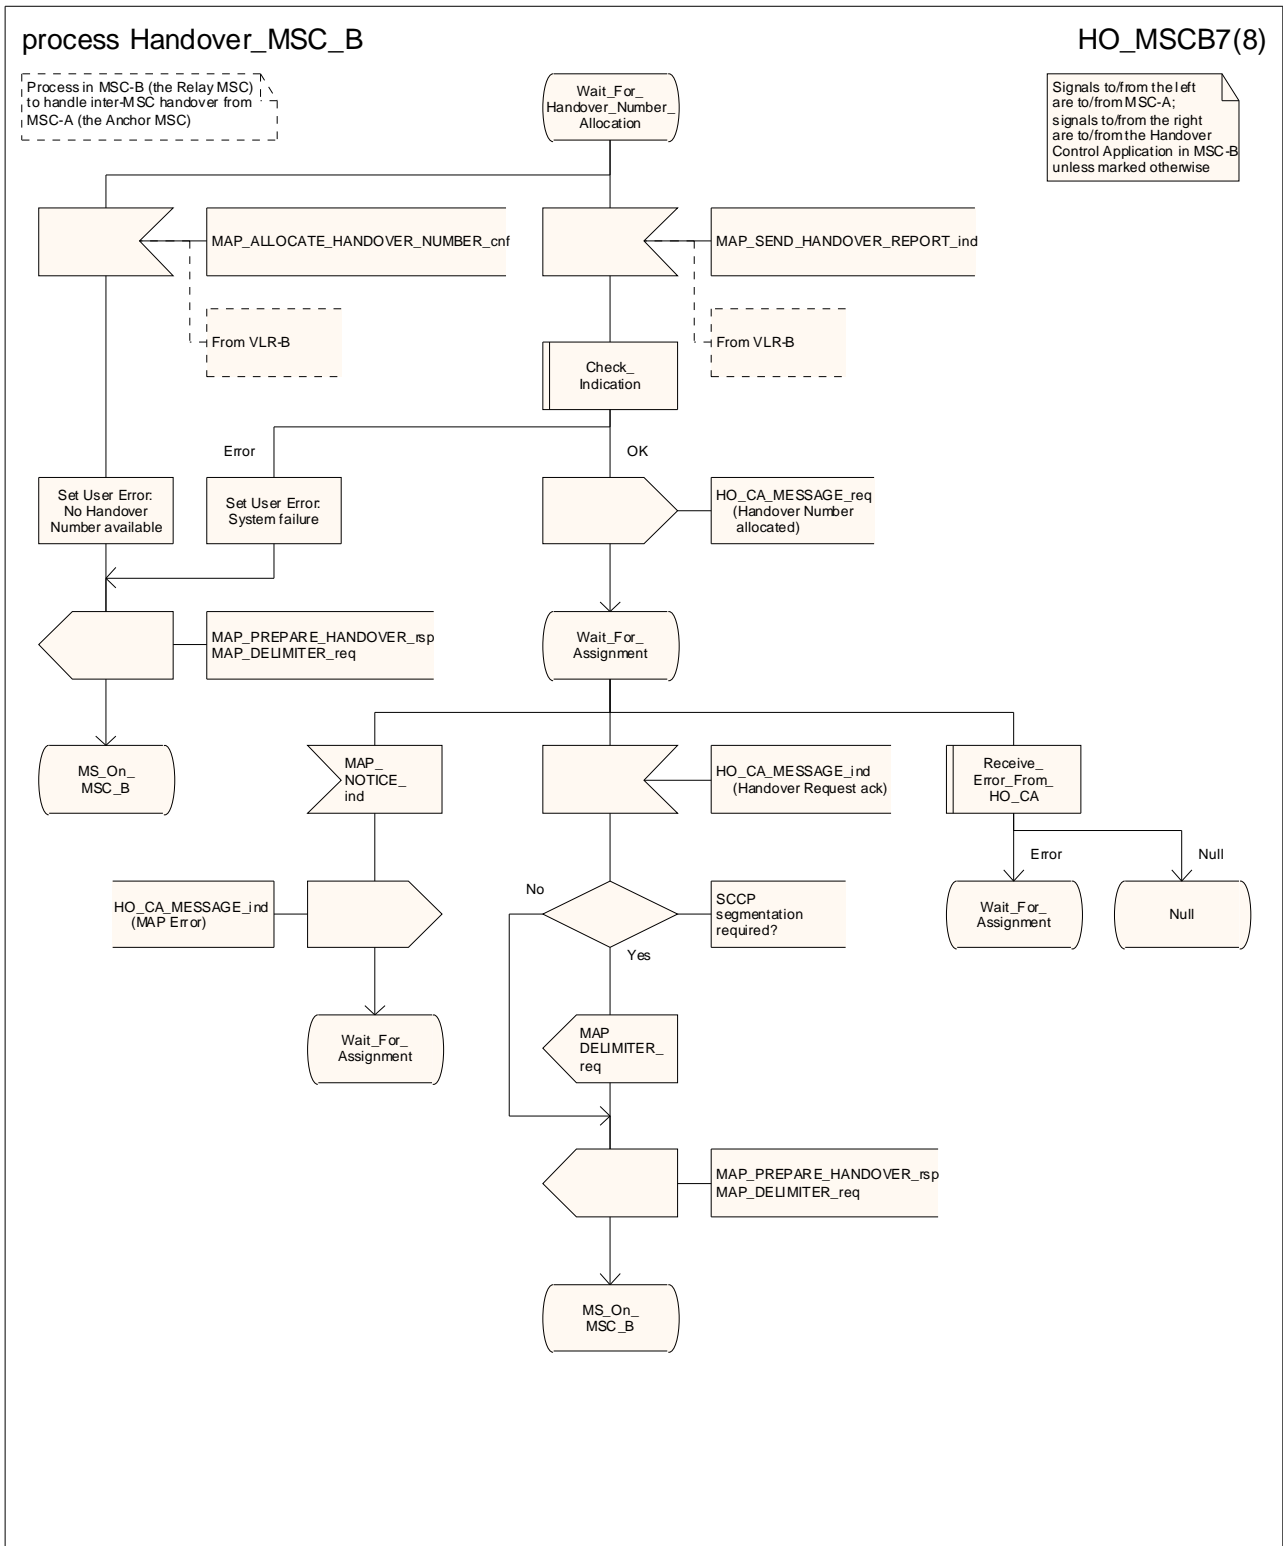 process Handover_MSC_B
HO_MSCB7(8)
Process in MSC-B (the Relay MSC)
to handle inter-MSC handover from
MSC-A (the Anchor MSC)
Wait_For_
Handover_Number_
Allocation
Signals to/from the left
are to/from MSC-A;
signals to/from the right
are to/from the Handover
Control Application in MSC-B
unless marked otherwise
MAP_ALLOCATE_HANDOVER_NUMBER_cnf
MAP_SEND_HANDOVER_REPORT_ind
From VLR-B
From VLR-B
Check_
Indication
Error
OK
Set User Error:
No Handover
Number available
Set User Error:
System failure
HO_CA_MESSAGE_req
(Handover Number
allocated)
MAP_PREPARE_HANDOVER_rsp
MAP_DELIMITER_req
Wait_For_
Assignment
MS_On_
MSC_B
MAP_
NOTICE_
ind
HO_CA_MESSAGE_ind
(Handover Request ack)
Receive_
Error_From_
HO_CA
Error
Null
HO_CA_MESSAGE_ind
(MAP Error)
No
SCCP
segmentation
required?
Yes
Wait_For_
Assignment
Null
Wait_For_
Assignment
MAP
DELIMITER_
req
MAP_PREPARE_HANDOVER_rsp
MAP_DELIMITER_req
MS_On_
MSC_B